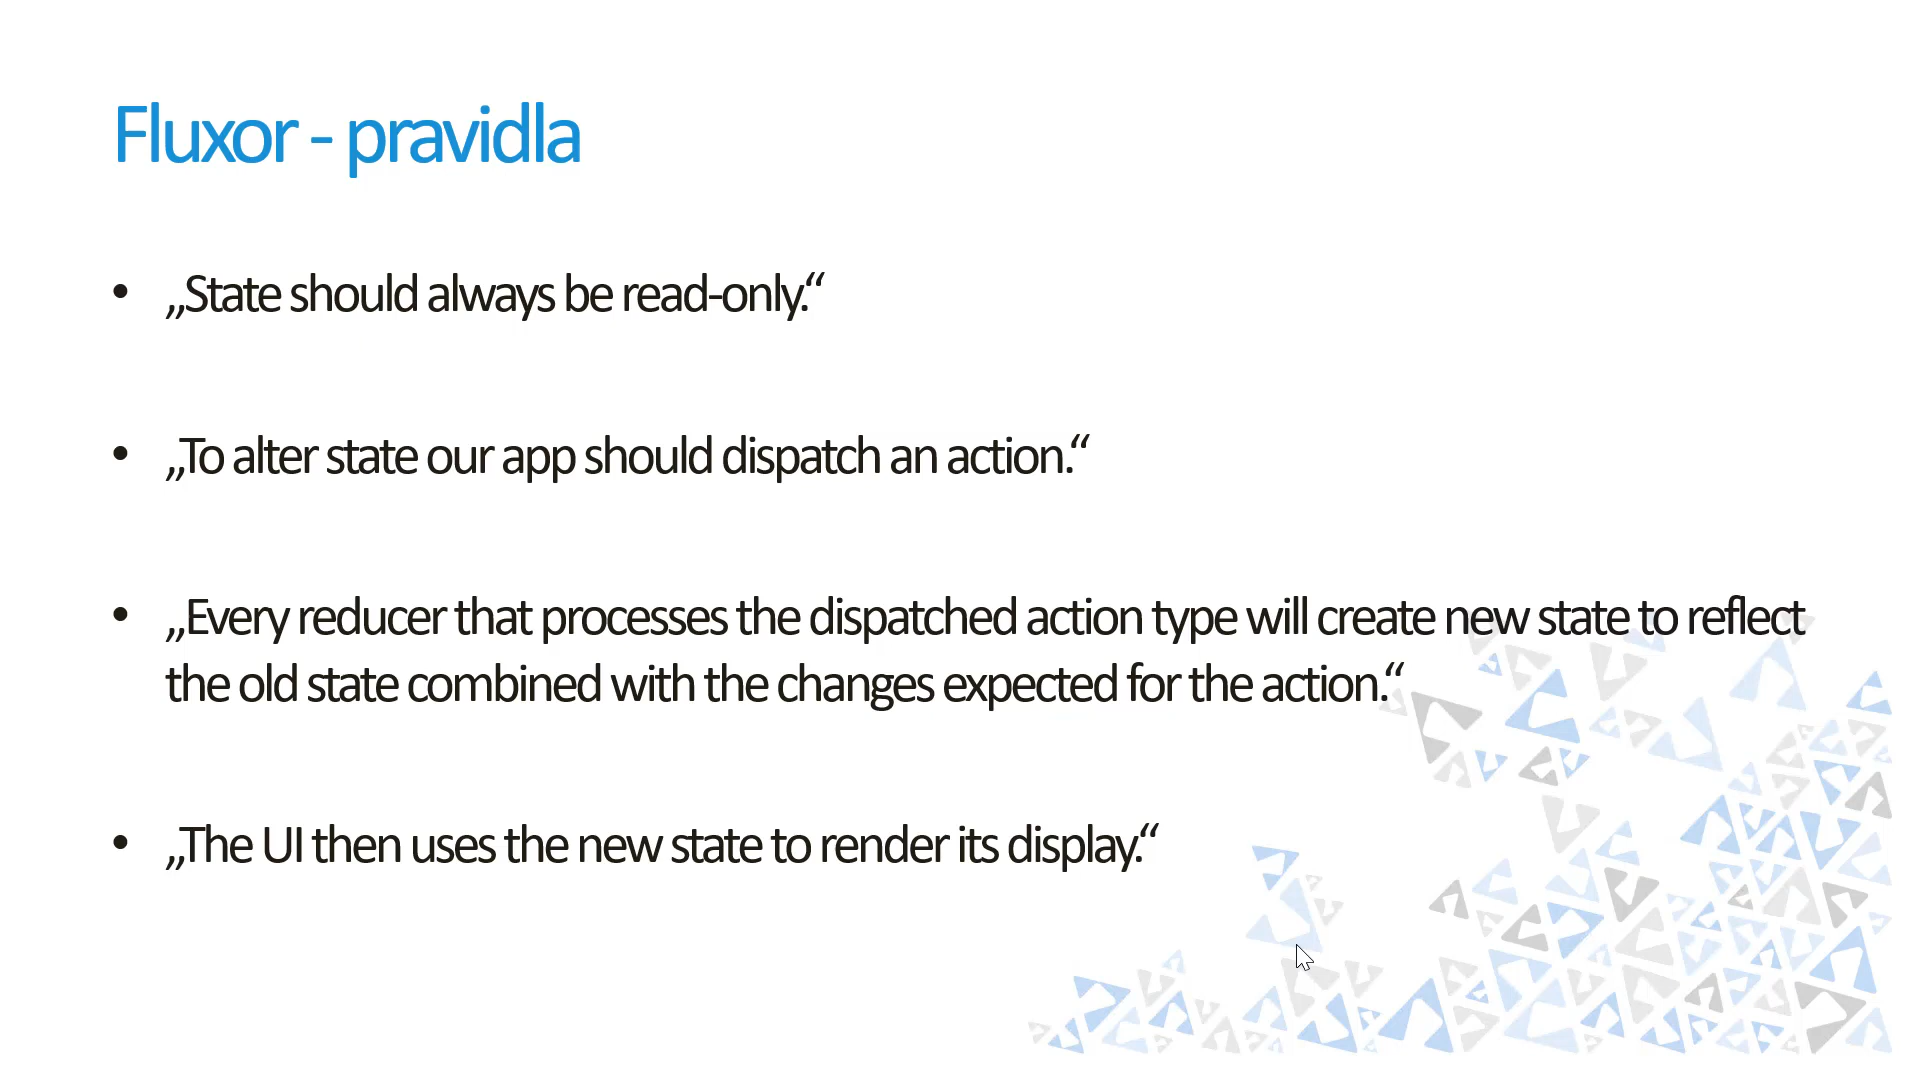 Fluxor - pravidla
• „State should always be read-only.“
• „To alter state our app should dispatch an action.“
• „Every reducer that processes the dispatched action type will create new state to reflect
the old state combined with the changes expected for the action.“
• „The UI then uses the new state to render its display.“